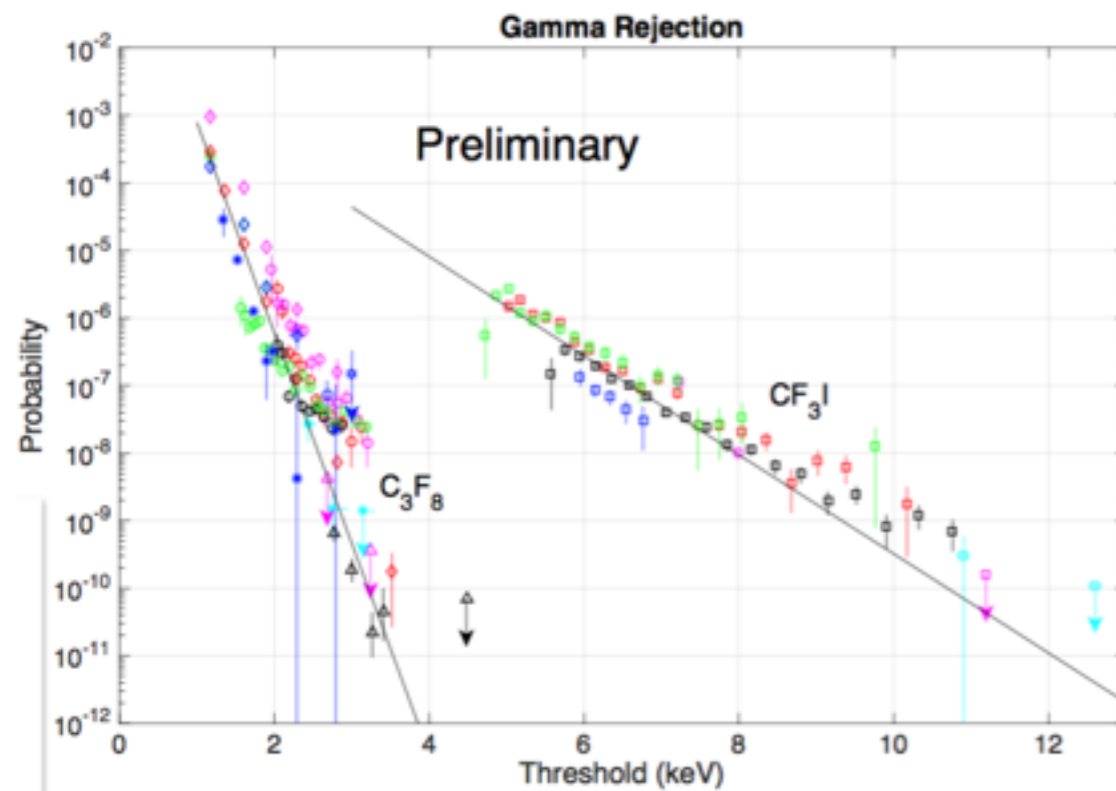 Gamma Rejection
Preliminary
CF₃I
C₃F₈
Probability
10⁻²
10⁻³
10⁻⁴
10⁻⁵
10⁻⁶
10⁻⁷
10⁻⁸
10⁻⁹
10⁻¹⁰
10⁻¹¹
10⁻¹²
0 2 4 6 8 10 12
Threshold (keV)